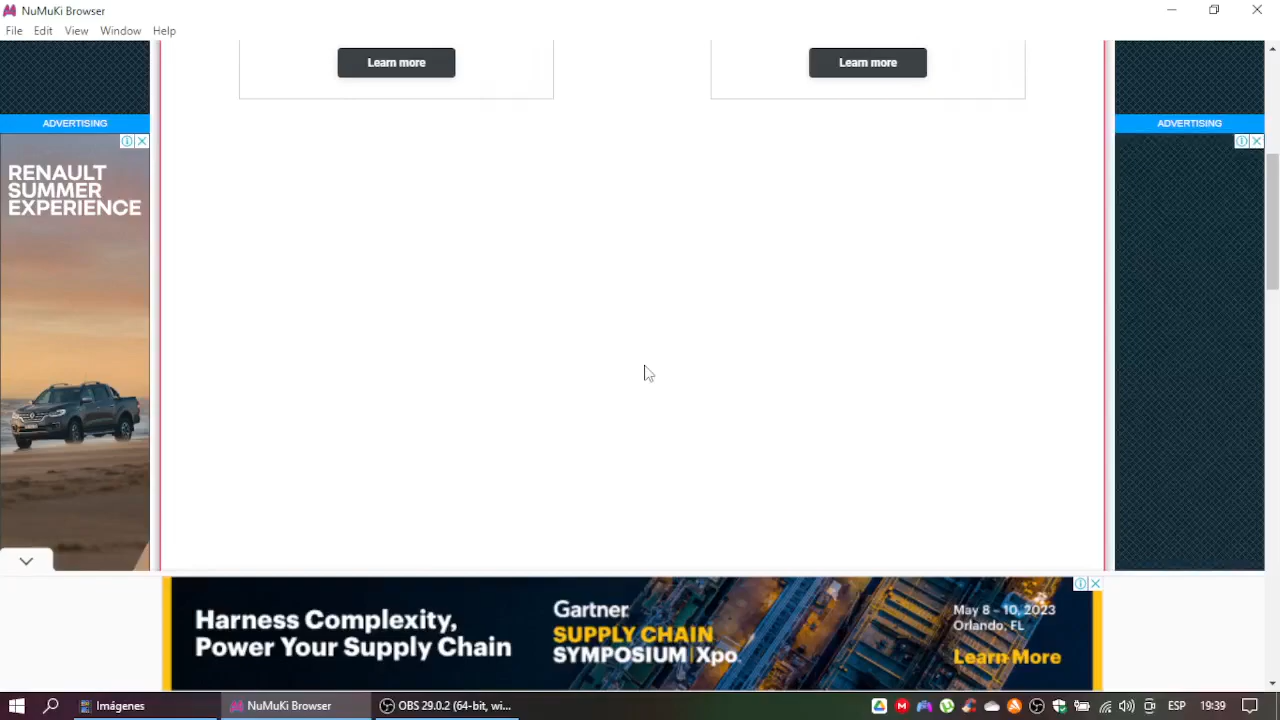 NuMuKi Browser
File Edit View Window Help
Learn more
Learn more
ADVERTISING
ADVERTISING
RENAULT
SUMMER
EXPERIENCE
Harness Complexity,
Power Your Supply Chain
Gartner
SUPPLY CHAIN
SYMPOSIUM | Xpo
May 8 – 10, 2023
Orlando, FL
Learn More
Imágenes
NuMuKi Browser
OBS 29.0.2 (64-bit, wi...
ESP
19:39